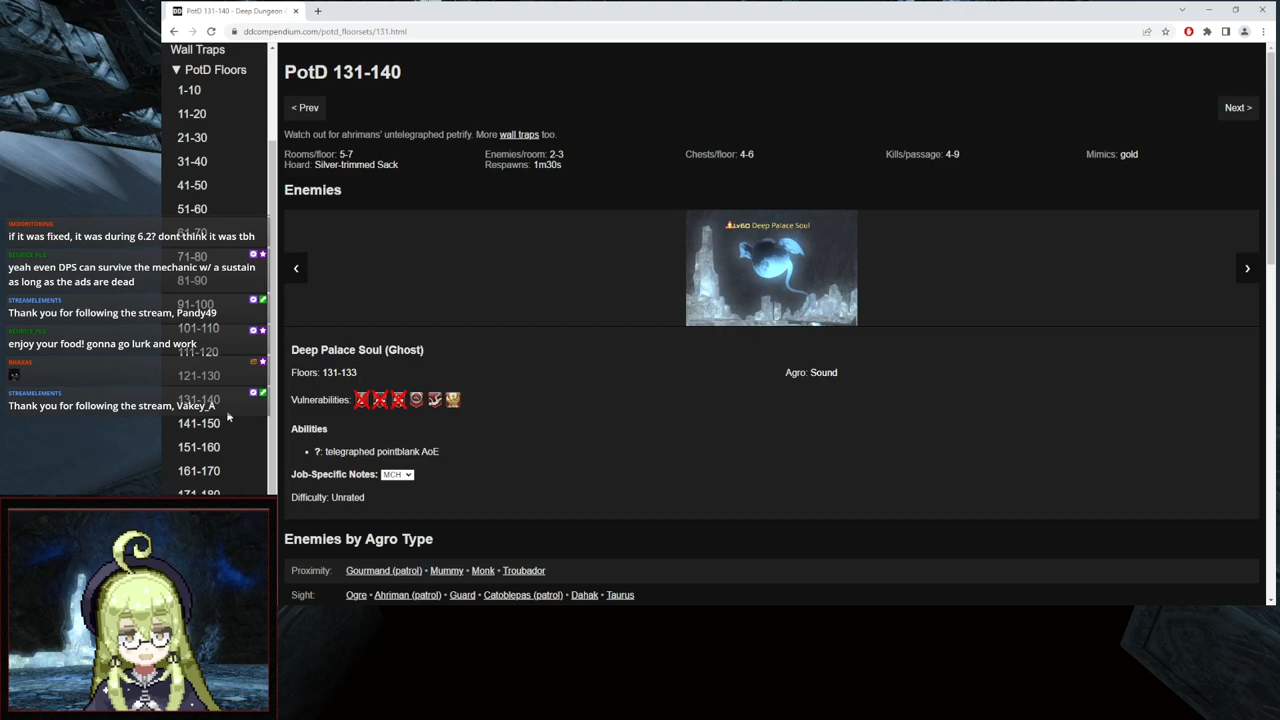 PotD 131-140 - Deep Dungeon
ddcompendium.com/potd_floorsets/131.html
Wall Traps
▼ PotD Floors
1-10
11-20
21-30
31-40
41-50
51-60
61-70
71-80
81-90
91-100
101-110
111-120
121-130
131-140
141-150
151-160
161-170
171-180
if it was fixed, it was during 6.2? dont think it was tbh
yeah even DPS can survive the mechanic w/ a sustain
as long as the ads are dead
STREAMELEMENTS
Thank you for following the stream, Pandy49
enjoy your food! gonna go lurk and work
RHAXAS
STREAMELEMENTS
Thank you for following the stream, Vakey_A
PotD 131-140
< Prev
Next >
Watch out for ahrimans' untelegraphed petrify. More wall traps too.
Rooms/floor: 5-7
Hoard: Silver-trimmed Sack
Enemies/room: 2-3
Respawns: 1m30s
Chests/floor: 4-6
Kills/passage: 4-9
Mimics: gold
Enemies
Lv60 Deep Palace Soul
Deep Palace Soul (Ghost)
Floors: 131-133
Agro: Sound
Vulnerabilities:
Abilities
• ?: telegraphed pointblank AoE
Job-Specific Notes: MCH
Difficulty: Unrated
Enemies by Agro Type
Proximity: Gourmand (patrol) • Mummy • Monk • Troubador
Sight: Ogre • Ahriman (patrol) • Guard • Catoblepas (patrol) • Dahak • Taurus